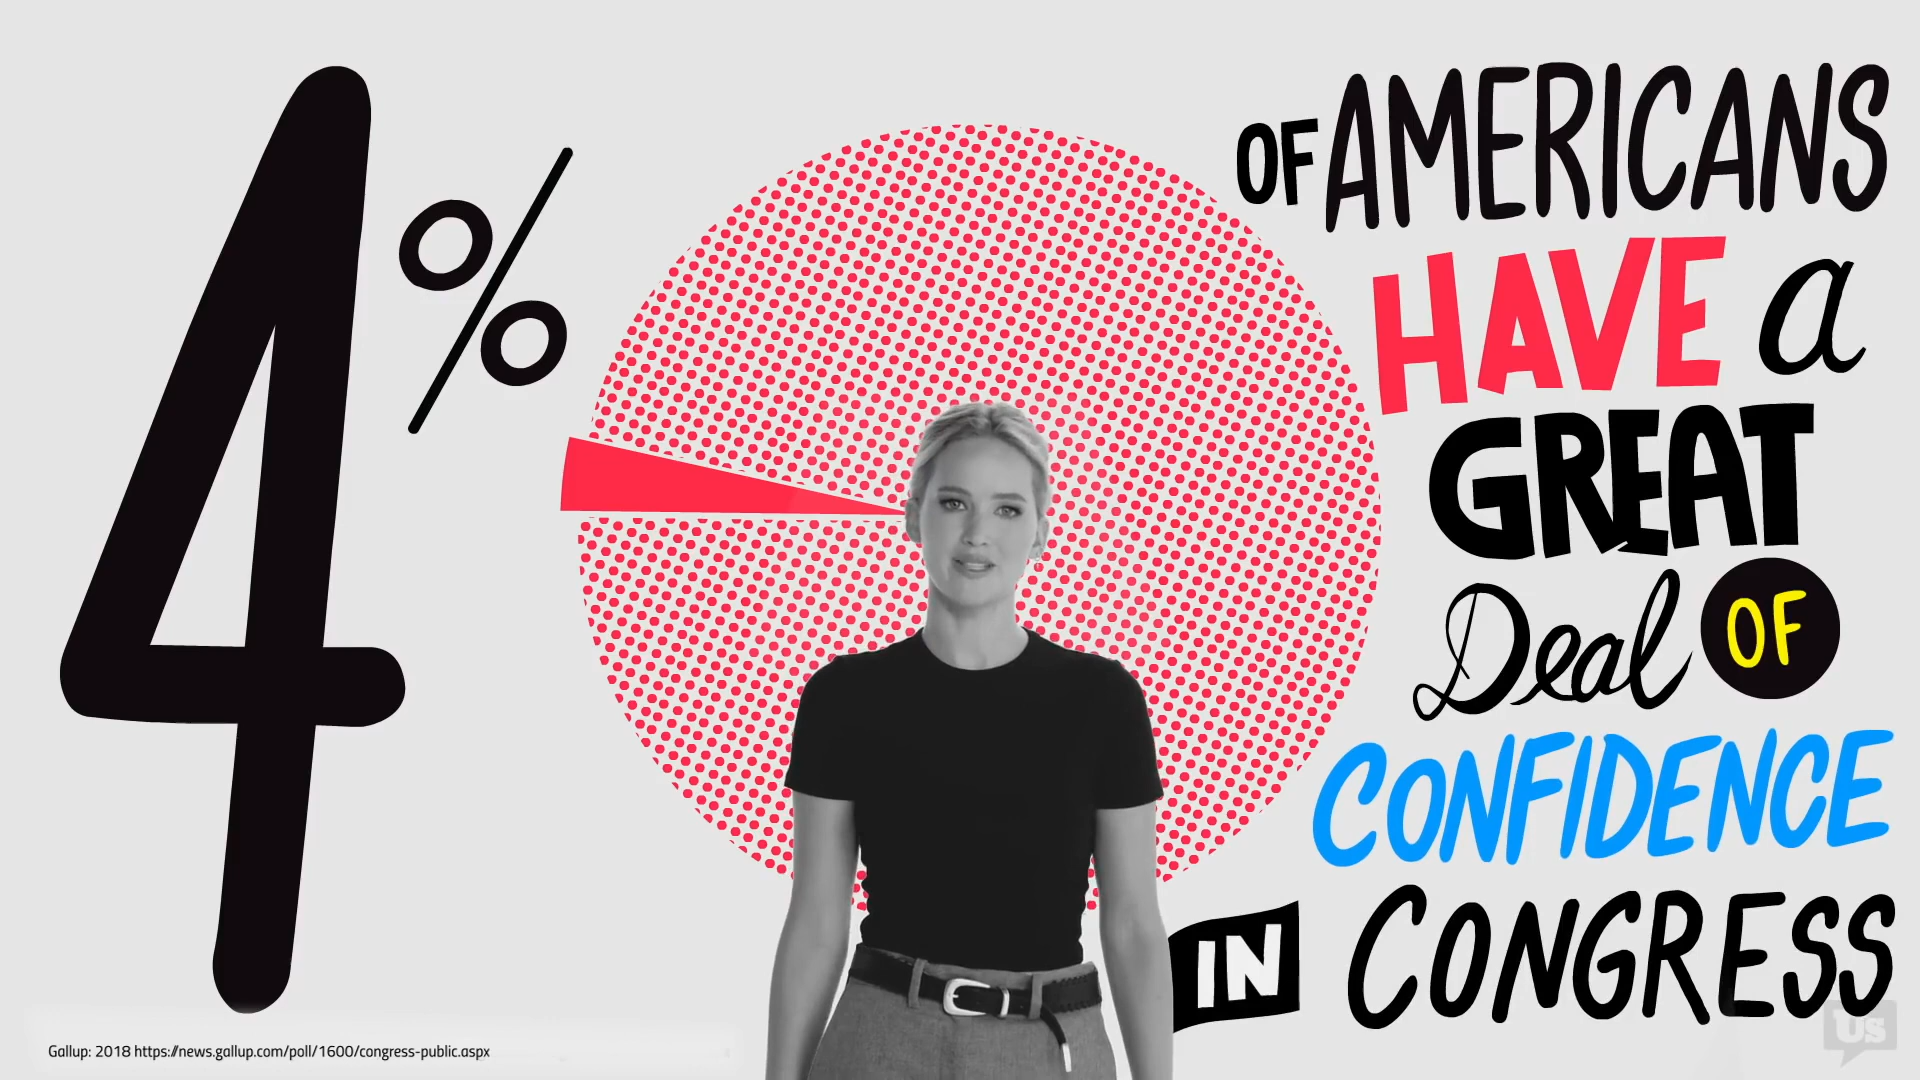 4%
OF AMERICANS
HAVE a
GREAT
Deal OF
CONFIDENCE
IN CONGRESS
Gallup: 2018 https://news.gallup.com/poll/1600/congress-public.aspx
US